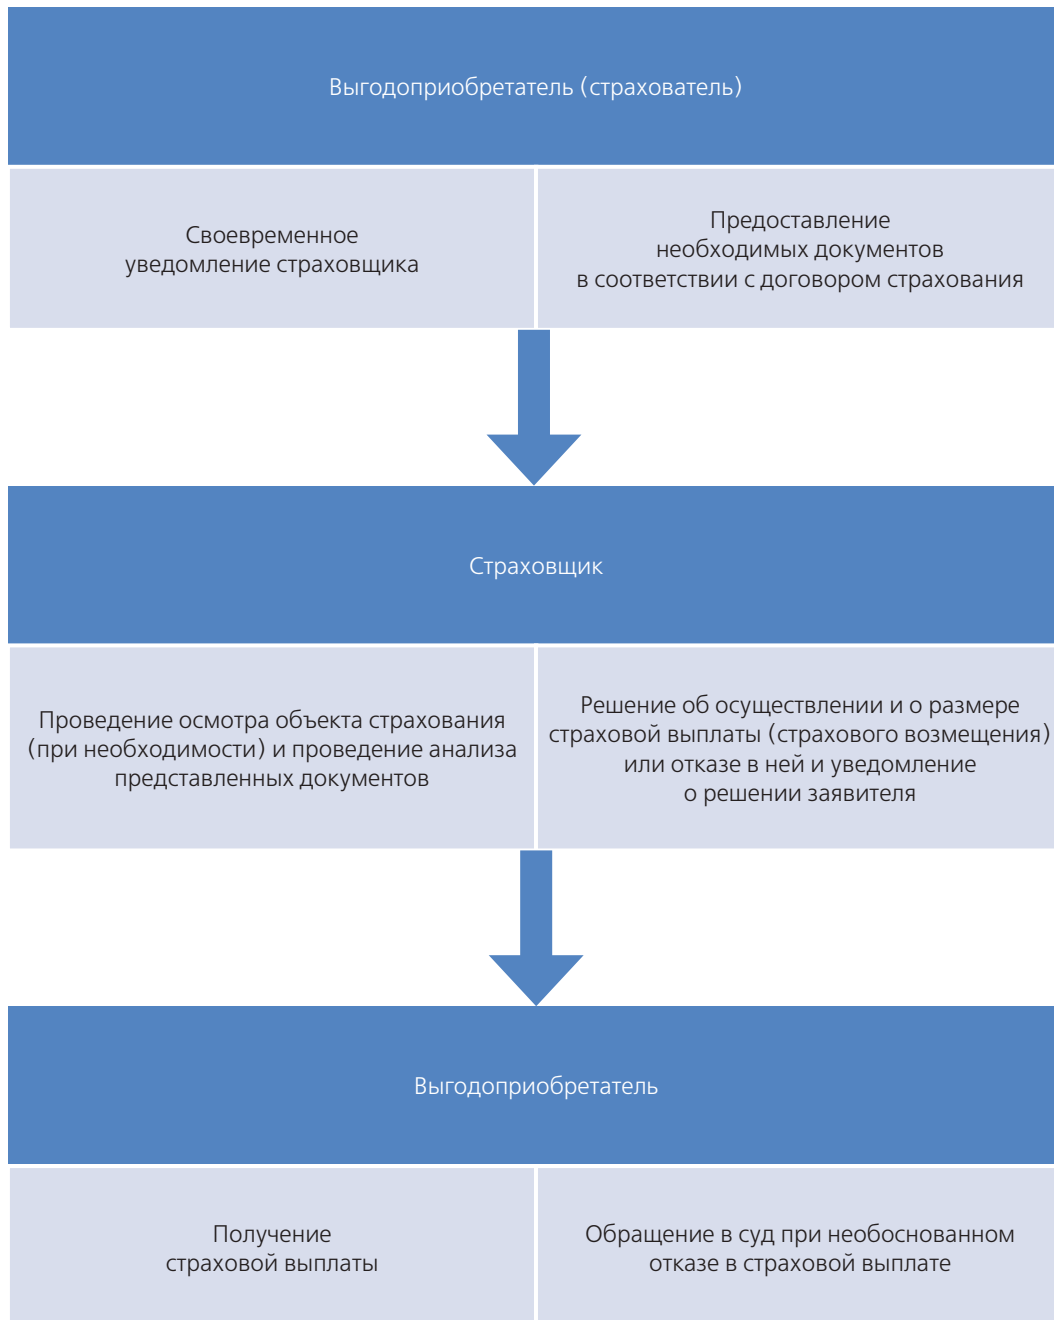 Выгодоприобретатель (страхователь)
Своевременное
уведомление страховщика
Предоставление
необходимых документов
в соответствии с договором страхования
Страховщик
Проведение осмотра объекта страхования
(при необходимости) и проведение анализа
представленных документов
Решение об осуществлении и о размере
страховой выплаты (страхового возмещения)
или отказе в ней и уведомление
о решении заявителя
Выгодоприобретатель
Получение
страховой выплаты
Обращение в суд при необоснованном
отказе в страховой выплате